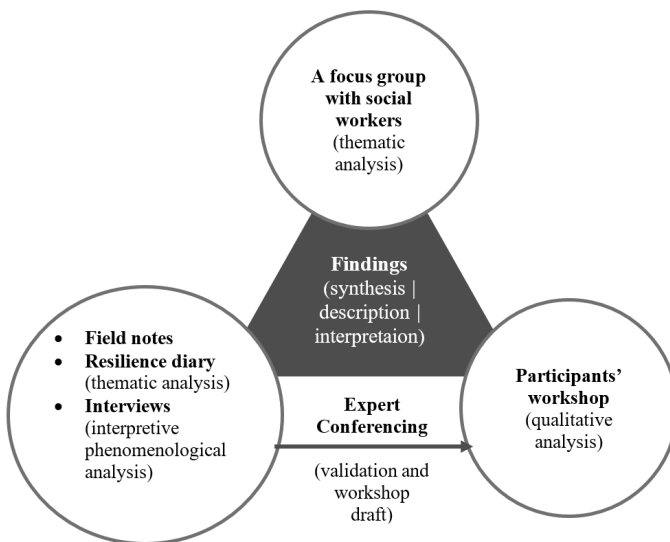 A focus group
with social
workers
(thematic
analysis)
Findings
(synthesis |
description |
interpretaion)
• Field notes
• Resilience diary
(thematic analysis)
• Interviews
(interpretive
phenomenological
analysis)
Expert
Conferencing
(validation and
workshop
draft)
Participants’
workshop
(qualitative
analysis)